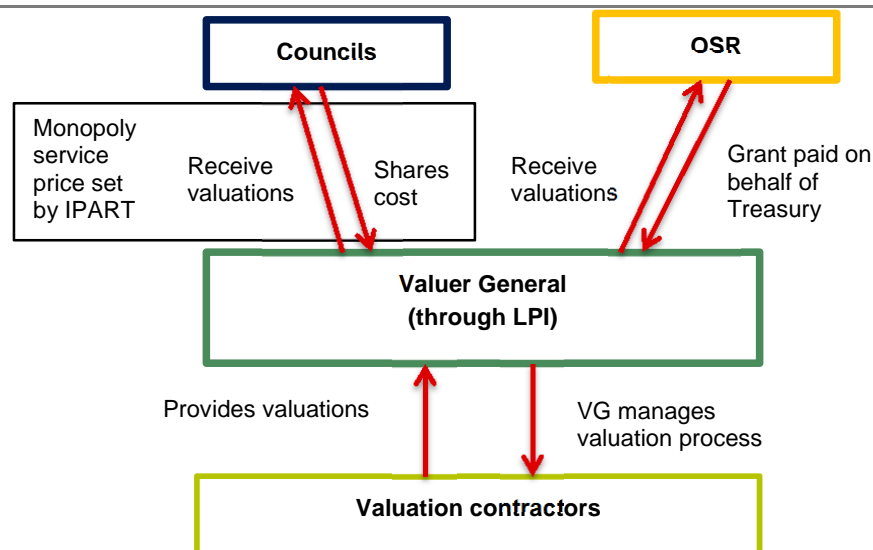 Councils
OSR
Monopoly
service
price set
by IPART
Receive
valuations
Shares
cost
Receive
valuations
Grant paid on
behalf of
Treasury
Valuer General
(through LPI)
Provides valuations
VG manages
valuation process
Valuation contractors